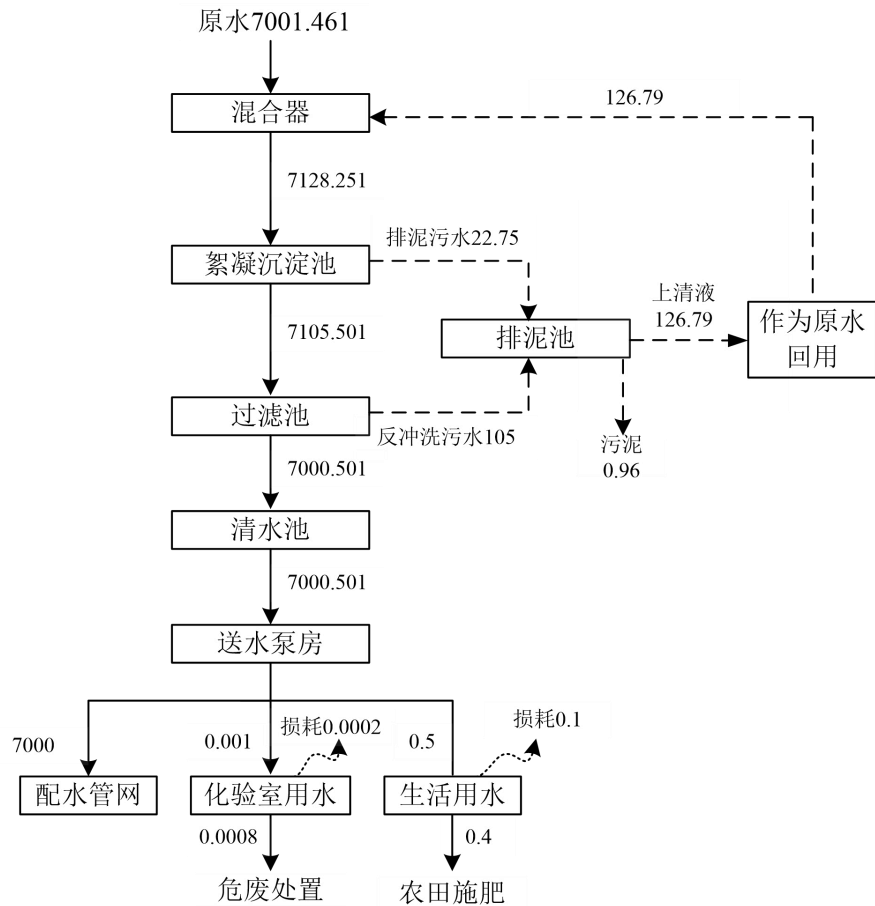 原水7001.461
混合器
126.79
7128.251
排泥污水22.75
絮凝沉淀池
上清液
126.79
作为原水
回用
7105.501
排泥池
过滤池
反冲洗污水105
污泥
0.96
7000.501
清水池
7000.501
送水泵房
7000
0.001
损耗0.0002
0.5
损耗0.1
配水管网
化验室用水
生活用水
0.0008
0.4
危废处置
农田施肥